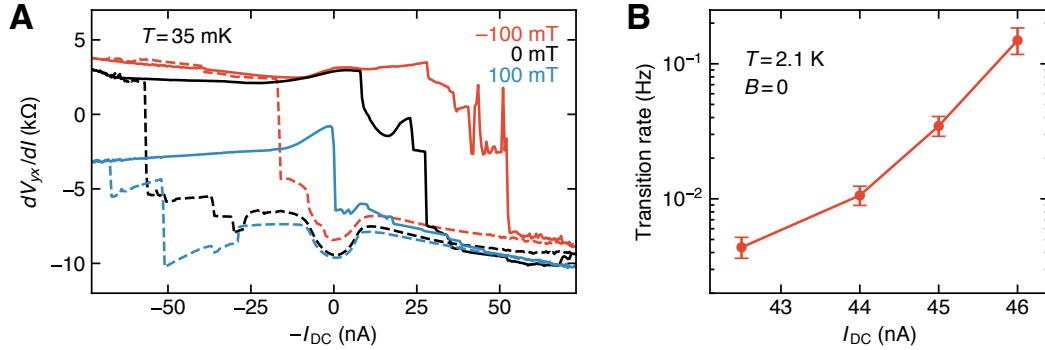 A
T = 35 mK
−100 mT
0 mT
100 mT
dV_yx/dI (kΩ)
5
0
−5
−10
−50
−25
0
25
50
−I_DC (nA)
B
T = 2.1 K
B = 0
Transition rate (Hz)
10⁻¹
10⁻²
43
44
45
46
I_DC (nA)